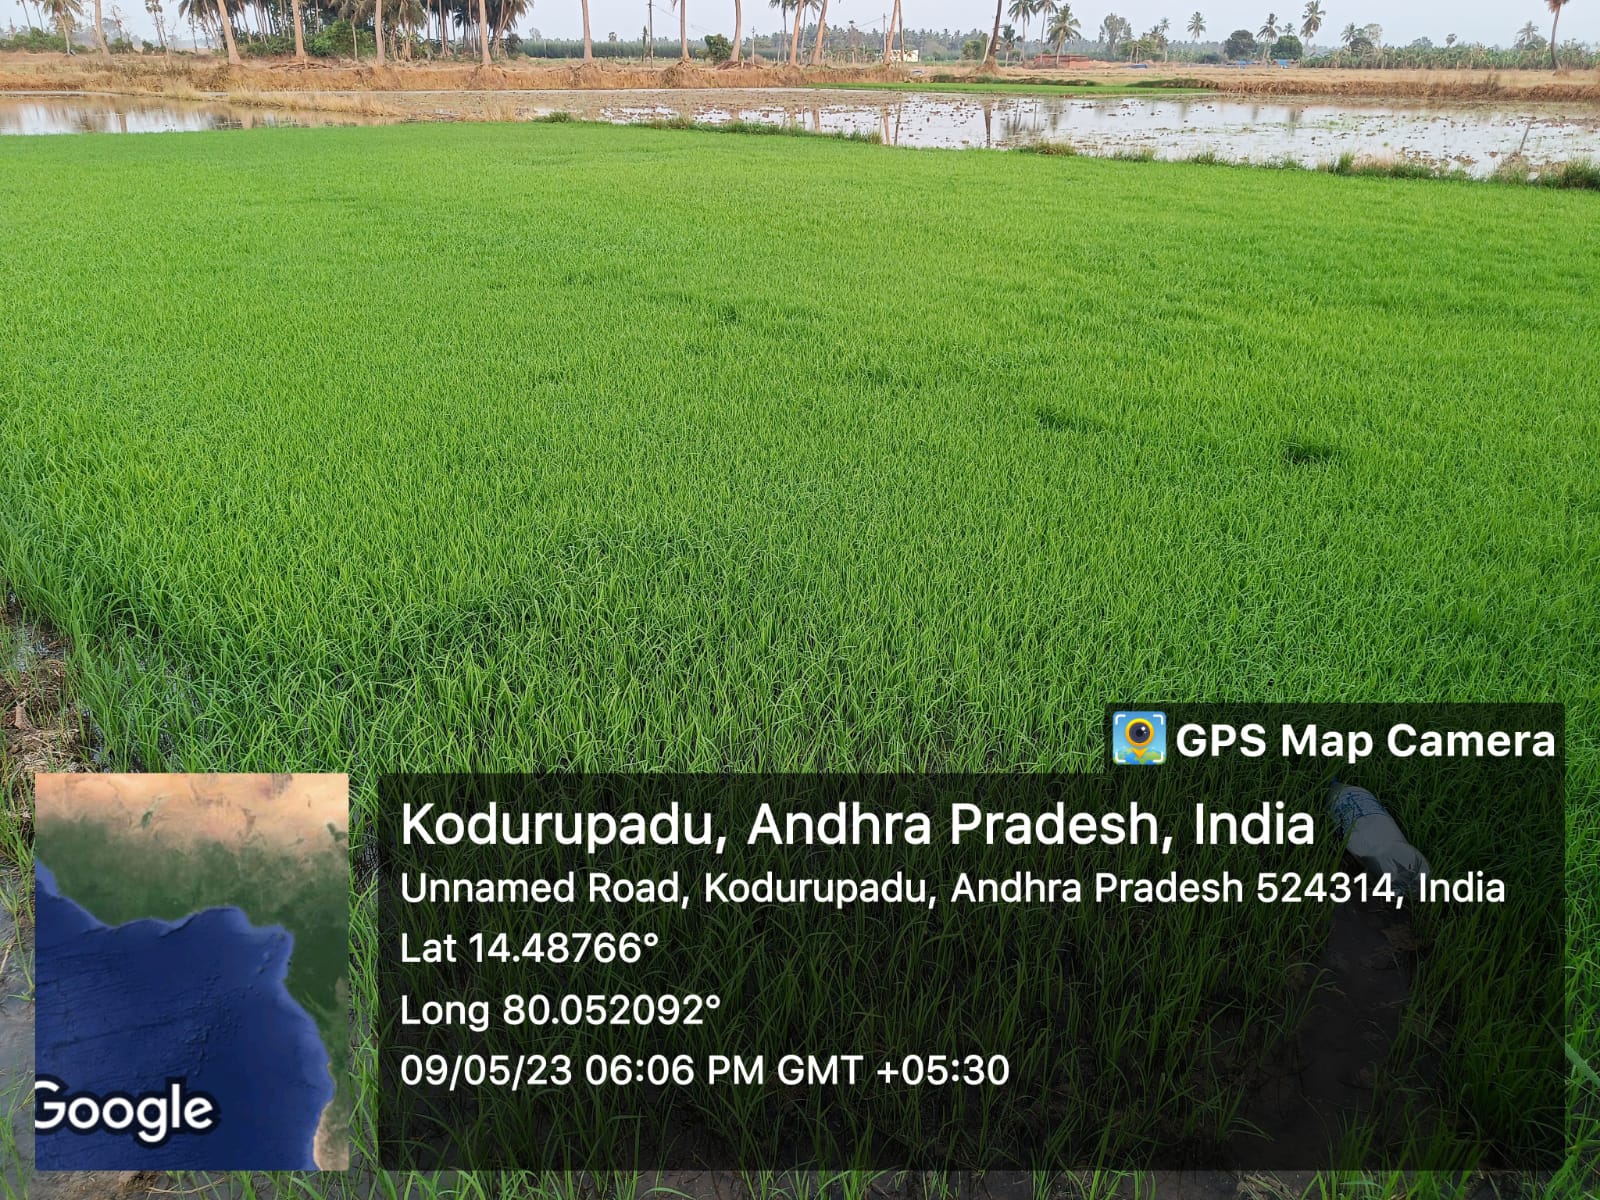 GPS Map Camera
Kodurupadu, Andhra Pradesh, India
Unnamed Road, Kodurupadu, Andhra Pradesh 524314, India
Lat 14.48766°
Long 80.052092°
09/05/23 06:06 PM GMT +05:30
Google